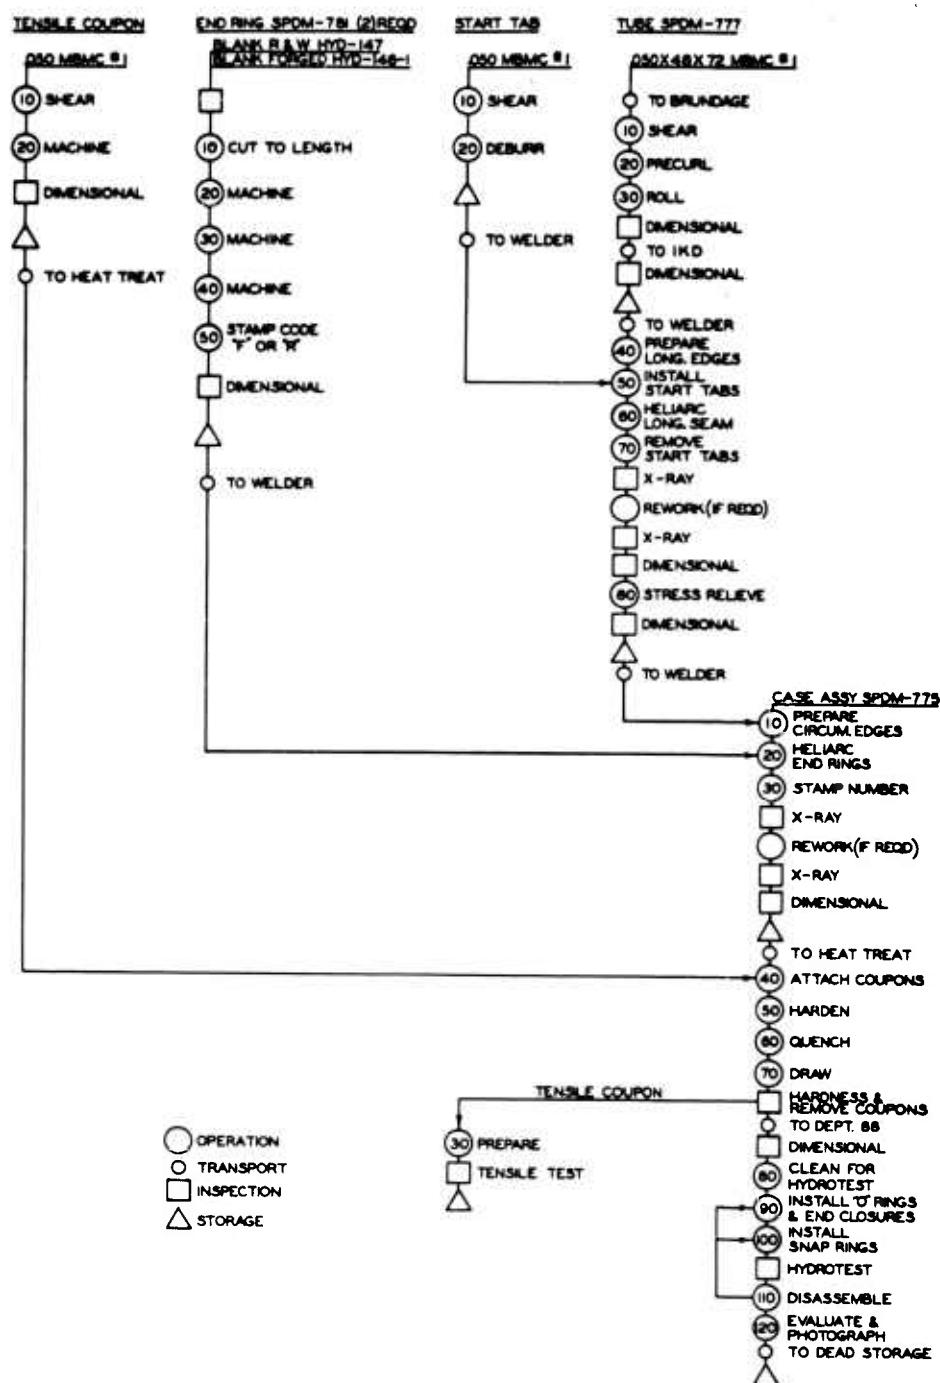 TENSILE COUPON
.050 MBMC #1
10 SHEAR
20 MACHINE
DIMENSIONAL
TO HEAT TREAT
END RING SPDM-781 (2) REQD
BLANK R & W HYD-147
BLANK FORGED HYD-148-1
10 CUT TO LENGTH
20 MACHINE
30 MACHINE
40 MACHINE
50 STAMP CODE
"F" OR "R"
DIMENSIONAL
TO WELDER
START TAB
.050 MBMC #1
10 SHEAR
20 DEBURR
TO WELDER
TUBE SPDM-777
.050X48X72 MBMC #1
TO BRUNDAGE
10 SHEAR
20 PRECURL
30 ROLL
DIMENSIONAL
TO IKD
DIMENSIONAL
TO WELDER
40 PREPARE
LONG. EDGES
50 INSTALL
START TABS
60 HELIARC
LONG. SEAM
70 REMOVE
START TABS
X-RAY
REWORK (IF REQD)
X-RAY
DIMENSIONAL
80 STRESS RELIEVE
DIMENSIONAL
TO WELDER
CASE ASSY SPDM-775
10 PREPARE
CIRCUM. EDGES
20 HELIARC
END RINGS
30 STAMP NUMBER
X-RAY
REWORK (IF REQD)
X-RAY
DIMENSIONAL
TO HEAT TREAT
40 ATTACH COUPONS
50 HARDEN
60 QUENCH
70 DRAW
HARDNESS &
REMOVE COUPONS
TO DEPT. 88
DIMENSIONAL
80 CLEAN FOR
HYDROTEST
90 INSTALL "O" RINGS
& END CLOSURES
100 INSTALL
SNAP RINGS
HYDROTEST
110 DISASSEMBLE
120 EVALUATE &
PHOTOGRAPH
TO DEAD STORAGE
TENSILE COUPON
30 PREPARE
TENSILE TEST
OPERATION
TRANSPORT
INSPECTION
STORAGE